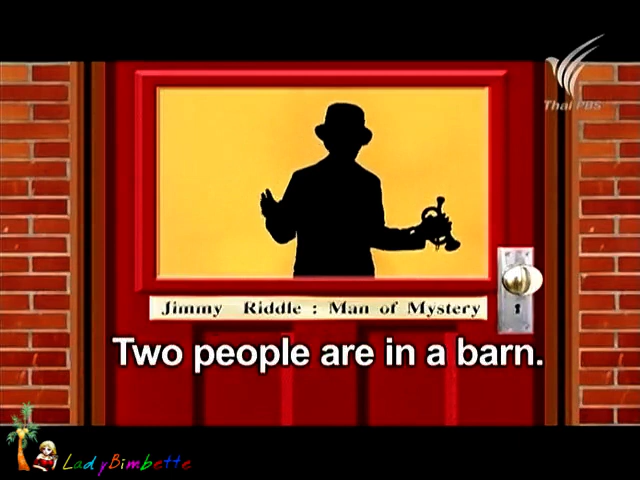 Thai PBS
Jimmy Riddle : Man of Mystery
Two people are in a barn.
LadyBimbette